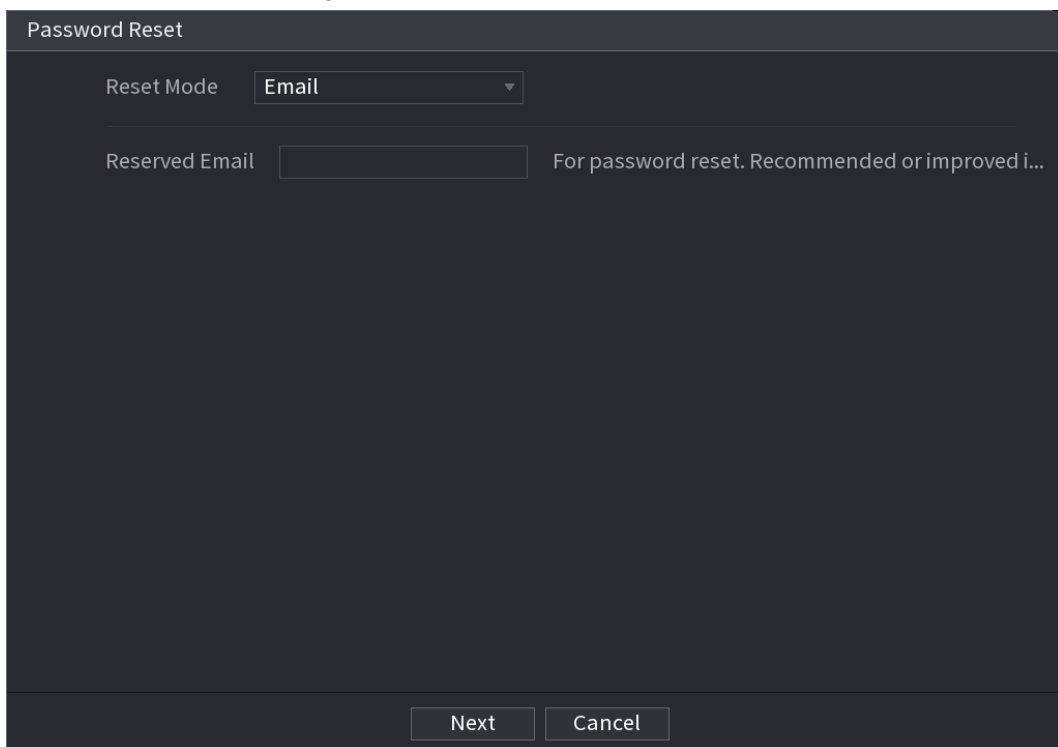 Password Reset
Reset Mode Email
Reserved Email For password reset. Recommended or improved i...
Next Cancel